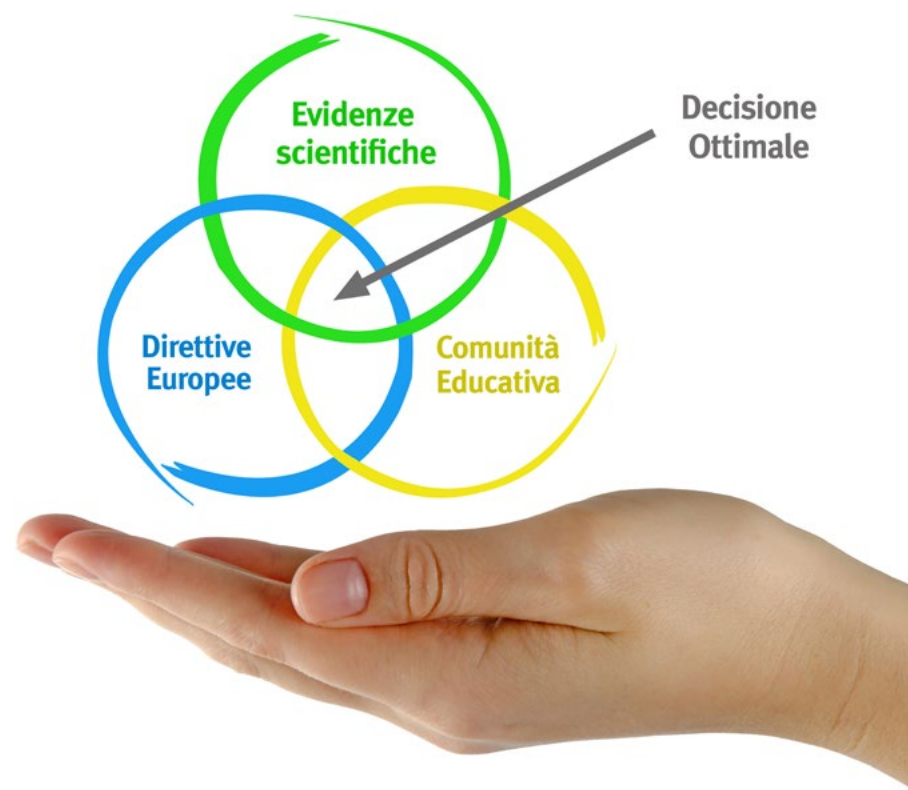 Evidenze
scientifiche
Decisione
Ottimale
Direttive
Europee
Comunità
Educativa